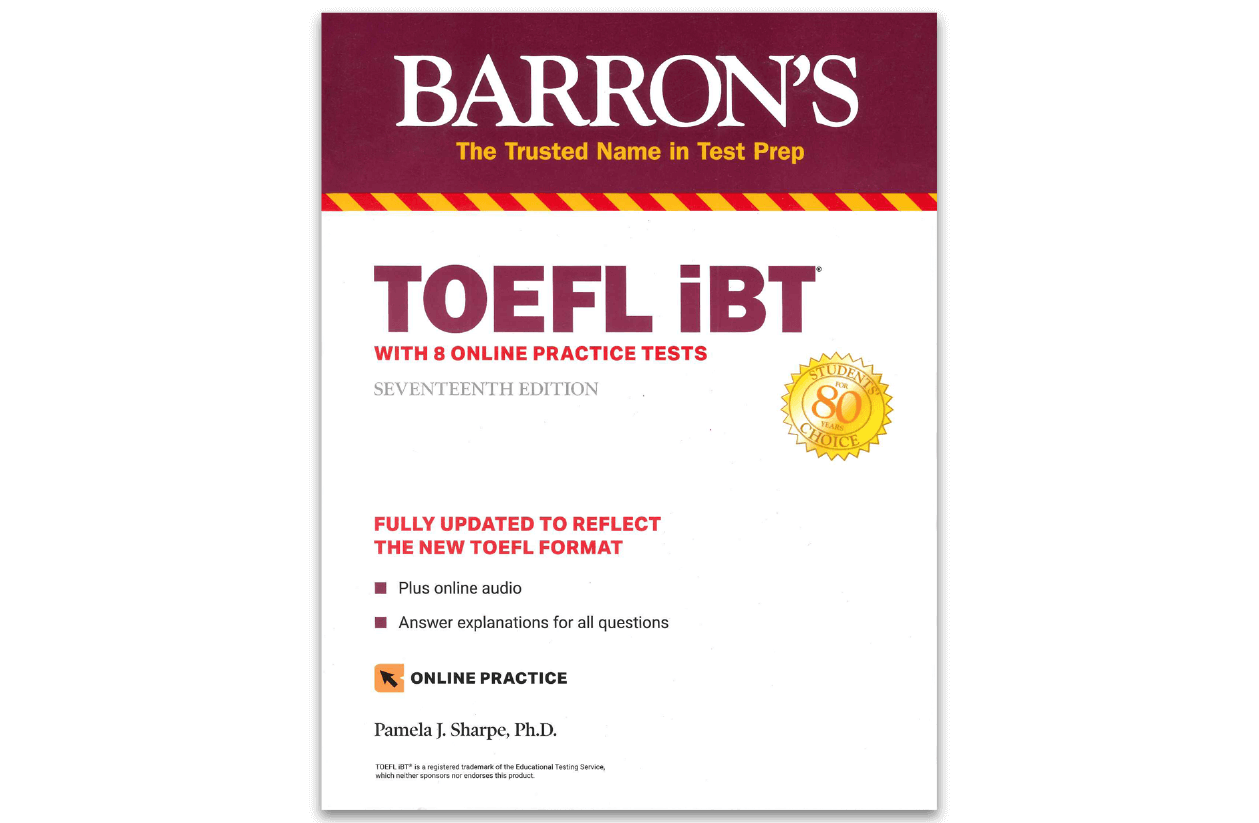 BARRON'S
The Trusted Name in Test Prep
TOEFL iBT®
WITH 8 ONLINE PRACTICE TESTS
SEVENTEENTH EDITION
STUDENTS'
FOR
80
YEARS
CHOICE
FULLY UPDATED TO REFLECT
THE NEW TOEFL FORMAT
Plus online audio
Answer explanations for all questions
ONLINE PRACTICE
Pamela J. Sharpe, Ph.D.
TOEFL iBT® is a registered trademark of the Educational Testing Service,
which neither sponsors nor endorses this product.